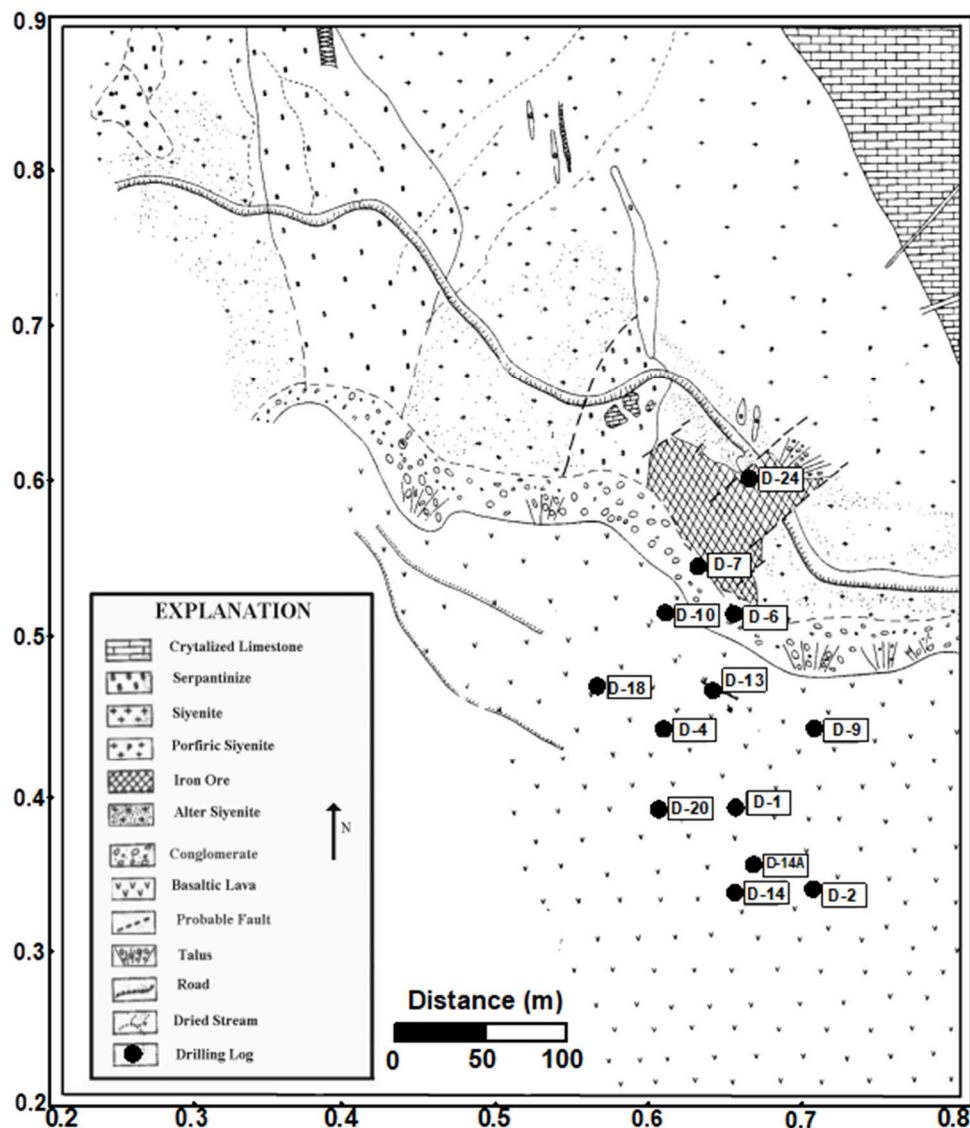 0.9
0.8
0.7
0.6
0.5
0.4
0.3
0.2
D-24
D-7
D-10
D-6
D-18
D-13
D-4
D-9
D-20
D-1
D-14A
D-14
D-2
EXPLANATION
Crytalized Limestone
Serpantinize
Siyenite
Porfiric Siyenite
Iron Ore
Alter Siyenite
Conglomerate
Basaltic Lava
Probable Fault
Talus
Road
Dried Stream
Drilling Log
N
Distance (m)
0 50 100
0.2 0.3 0.4 0.5 0.6 0.7 0.8